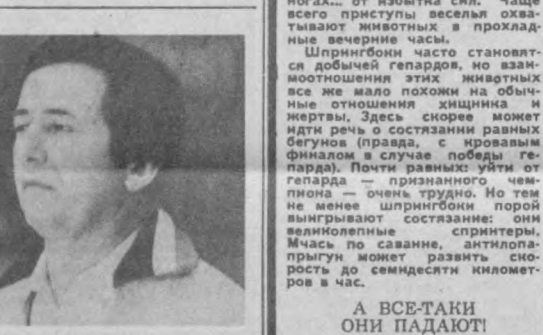 ногах... от избытка сил. Чаще
всего приступы веселья охва-
тывают животных в прохлад-
ные вечерние часы.
Шпрингбоки часто становят-
ся добычей гепардов, но взаи-
моотношения этих животных
все же мало похожи на обыч-
ные отношения хищника и
жертвы. Здесь скорее может
идти речь о состязании равных
бегунов (правда, с кровавым
финалом в случае победы ге-
парда). Почти равных: уйти от
гепарда — признанного чем-
пиона — очень трудно. Но тем
не менее шпрингбоки порой
выигрывают состязание: они
великолепные спринтеры.
Мчась по саванне, антилопа-
прыгун может развить ско-
рость до семидесяти километ-
ров в час.
А ВСЕ-ТАКИ
ОНИ ПАДАЮТ!